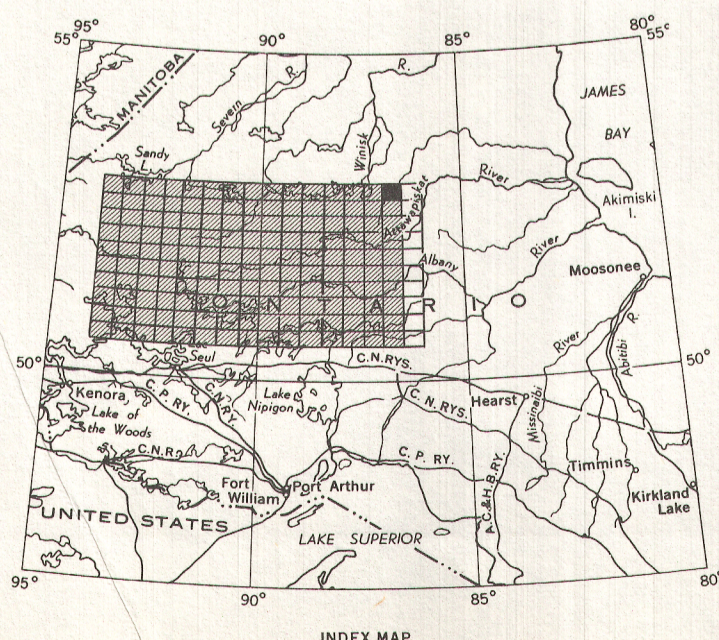 95°
55°
90°
85°
80°
55°
MANITOBA
R.
R.
Severn
Winisk
JAMES
BAY
Sandy
L.
River
Attawapiskat
Akimiski
I.
River
Albany
Moosonee
ONTARIO
River
R.
Abitibi
Seul
C.N.RYS.
50°
50°
Kenora
C.P.RY.
C.N.RY.
Lake
Nipigon
C.N.RYS.
Hearst
Missinaibi
Lake of
the Woods
C.N.R.
C.P.RY.
Timmins
Fort
William
Port Arthur
A.C.&H.B.RY.
Kirkland
Lake
UNITED STATES
LAKE SUPERIOR
95°
90°
85°
80°
INDEX MAP